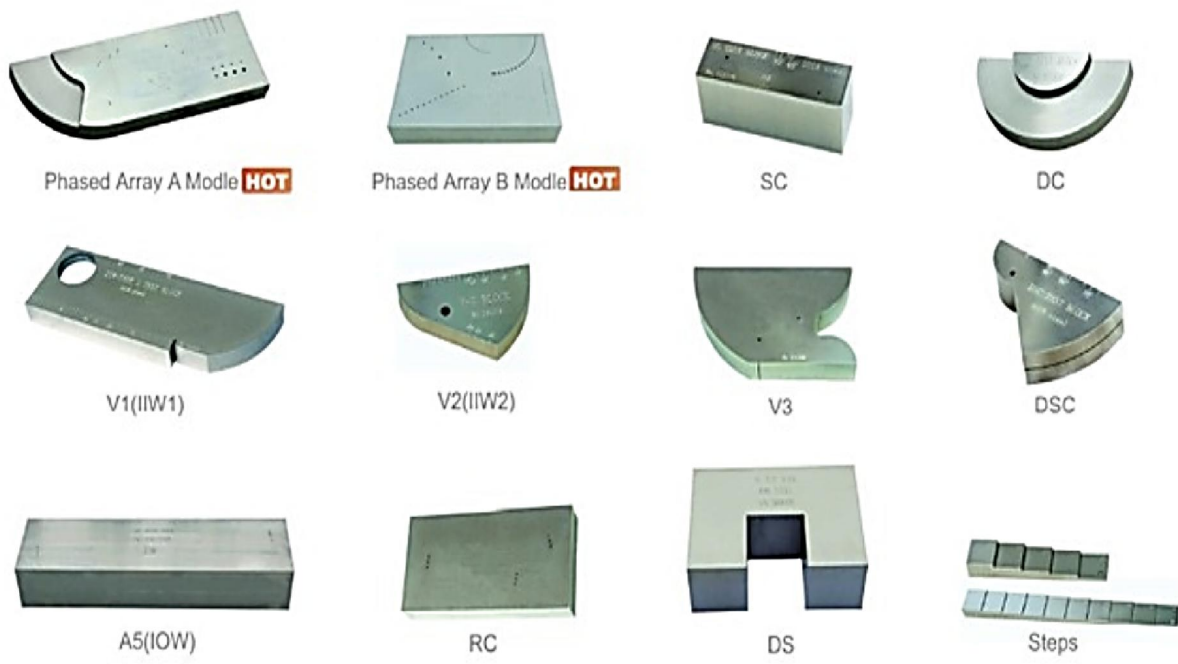 Phased Array A Modle HOT
Phased Array B Modle HOT
SC
DC
V1(IIW1)
V2(IIW2)
V3
DSC
A5(IOW)
RC
DS
Steps